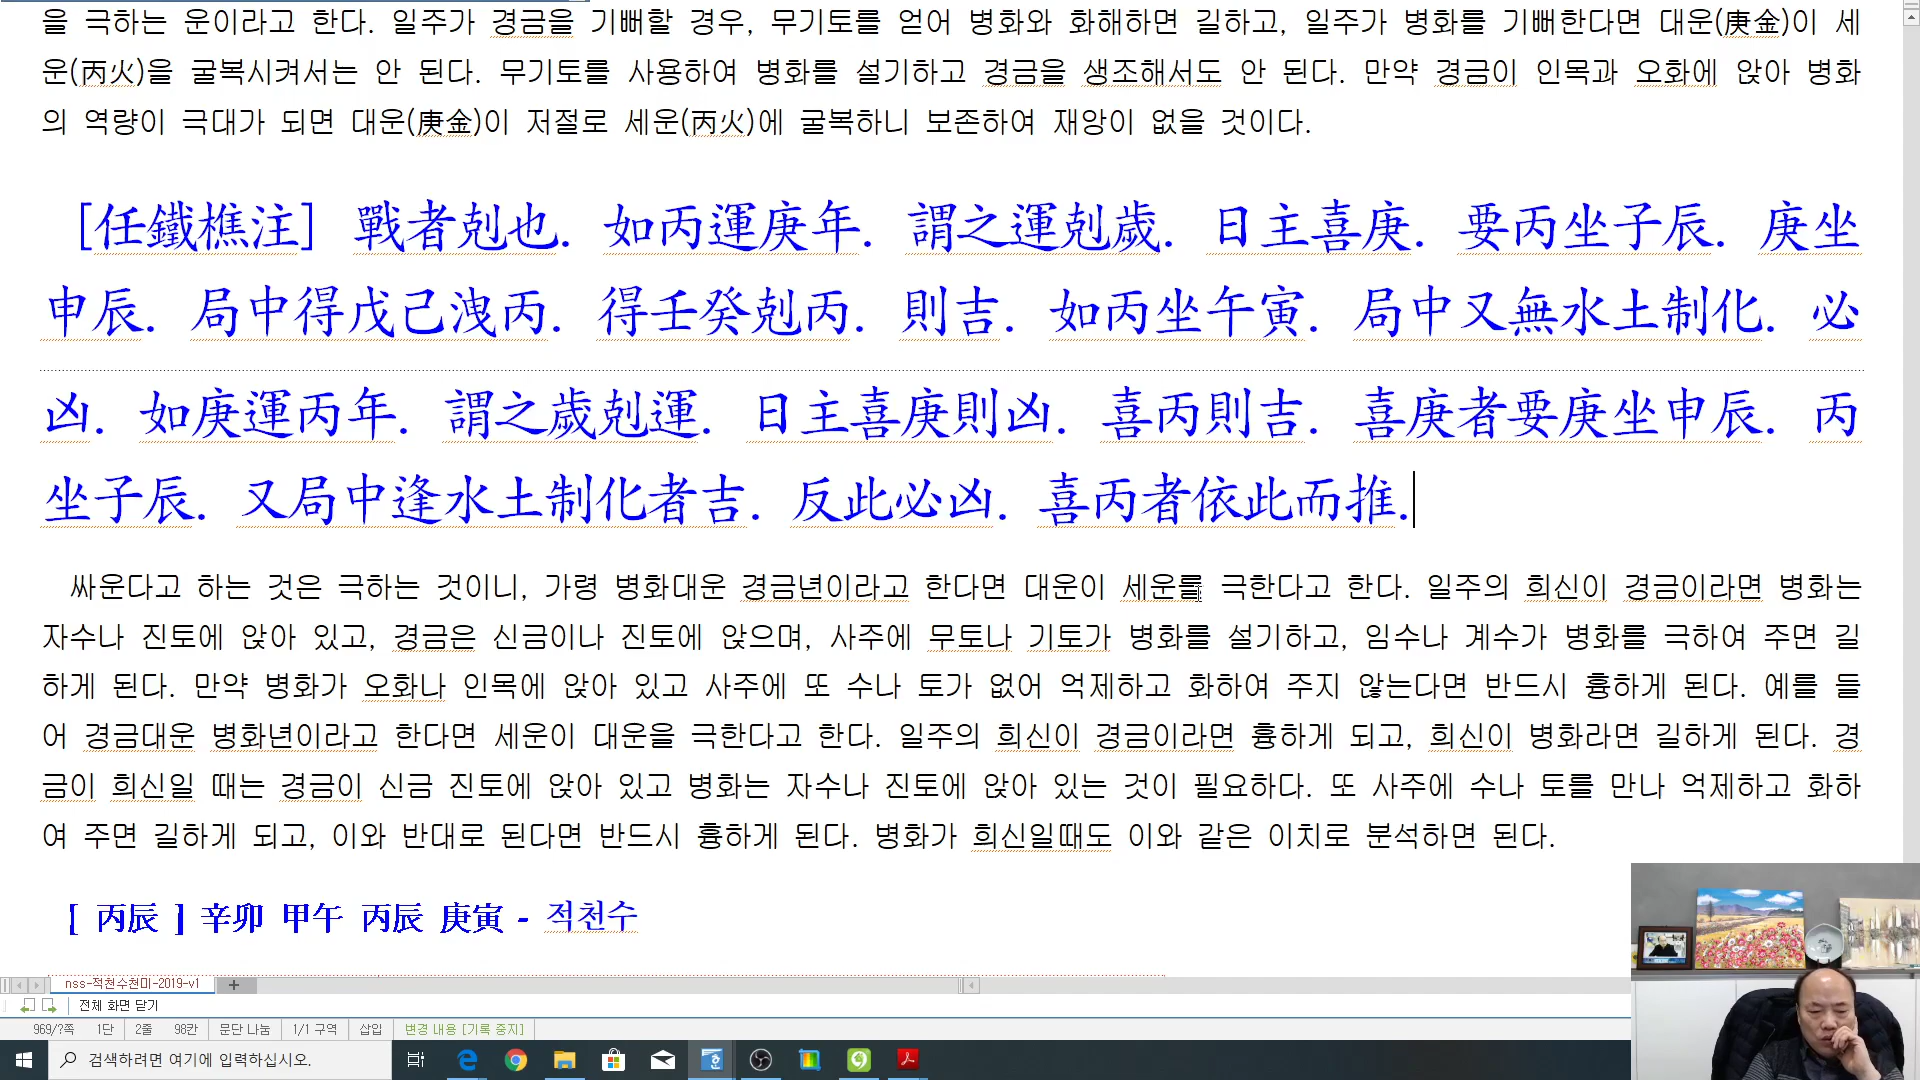 을 극하는 운이라고 한다. 일주가 경금을 기뻐할 경우, 무기토를 얻어 병화와 화해하면 길하고, 일주가 병화를 기뻐한다면 대운(庚金)이 세
운(丙火)을 굴복시켜서는 안 된다. 무기토를 사용하여 병화를 설기하고 경금을 생조해서도 안 된다. 만약 경금이 인목과 오화에 앉아 병화
의 역량이 극대가 되면 대운(庚金)이 저절로 세운(丙火)에 굴복하니 보존하여 재앙이 없을 것이다.
[任鐵樵注] 戰者剋也. 如丙運庚年. 謂之運剋歲. 日主喜庚. 要丙坐子辰. 庚坐
申辰. 局中得戊己洩丙. 得壬癸剋丙. 則吉. 如丙坐午寅. 局中又無水土制化. 必
凶. 如庚運丙年. 謂之歲剋運. 日主喜庚則凶. 喜丙則吉. 喜庚者要庚坐申辰. 丙
坐子辰. 又局中逢水土制化者吉. 反此必凶. 喜丙者依此而推.
싸운다고 하는 것은 극하는 것이니, 가령 병화대운 경금년이라고 한다면 대운이 세운를 극한다고 한다. 일주의 희신이 경금이라면 병화는
자수나 진토에 앉아 있고, 경금은 신금이나 진토에 앉으며, 사주에 무토나 기토가 병화를 설기하고, 임수나 계수가 병화를 극하여 주면 길
하게 된다. 만약 병화가 오화나 인목에 앉아 있고 사주에 또 수나 토가 없어 억제하고 화하여 주지 않는다면 반드시 흉하게 된다. 예를 들
어 경금대운 병화년이라고 한다면 세운이 대운을 극한다고 한다. 일주의 희신이 경금이라면 흉하게 되고, 희신이 병화라면 길하게 된다. 경
금이 희신일 때는 경금이 신금 진토에 앉아 있고 병화는 자수나 진토에 앉아 있는 것이 필요하다. 또 사주에 수나 토를 만나 억제하고 화하
여 주면 길하게 되고, 이와 반대로 된다면 반드시 흉하게 된다. 병화가 희신일때도 이와 같은 이치로 분석하면 된다.
[ 丙辰 ] 辛卯 甲午 丙辰 庚寅 - 적천수
nss-적천수천미-2019-v1
전체 화면 닫기
969/?쪽 1단 2줄 98칸 문단 나눔 1/1 구역 삽입 변경 내용 [기록 중지]
검색하려면 여기에 입력하십시오.